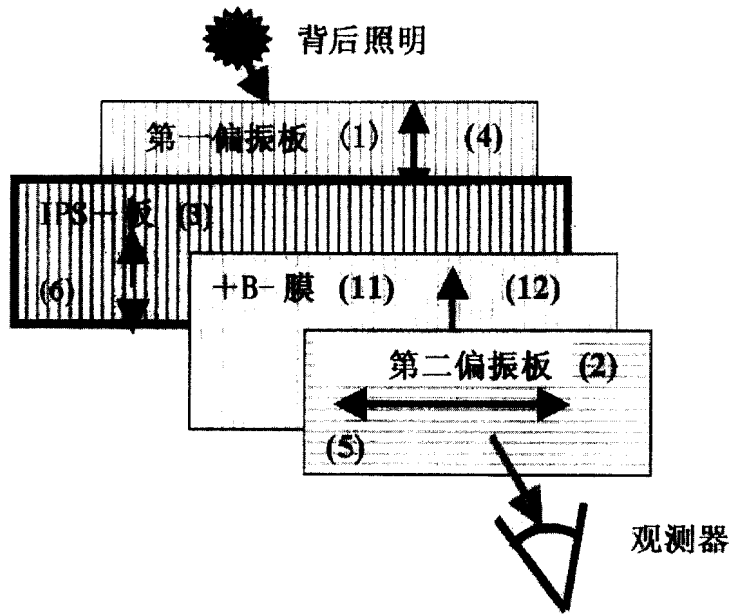 背后照明
第一偏振板 (1) (4)
IPS-板 (3)
(6)
+B-膜 (11) (12)
第二偏振板 (2)
(5)
观测器